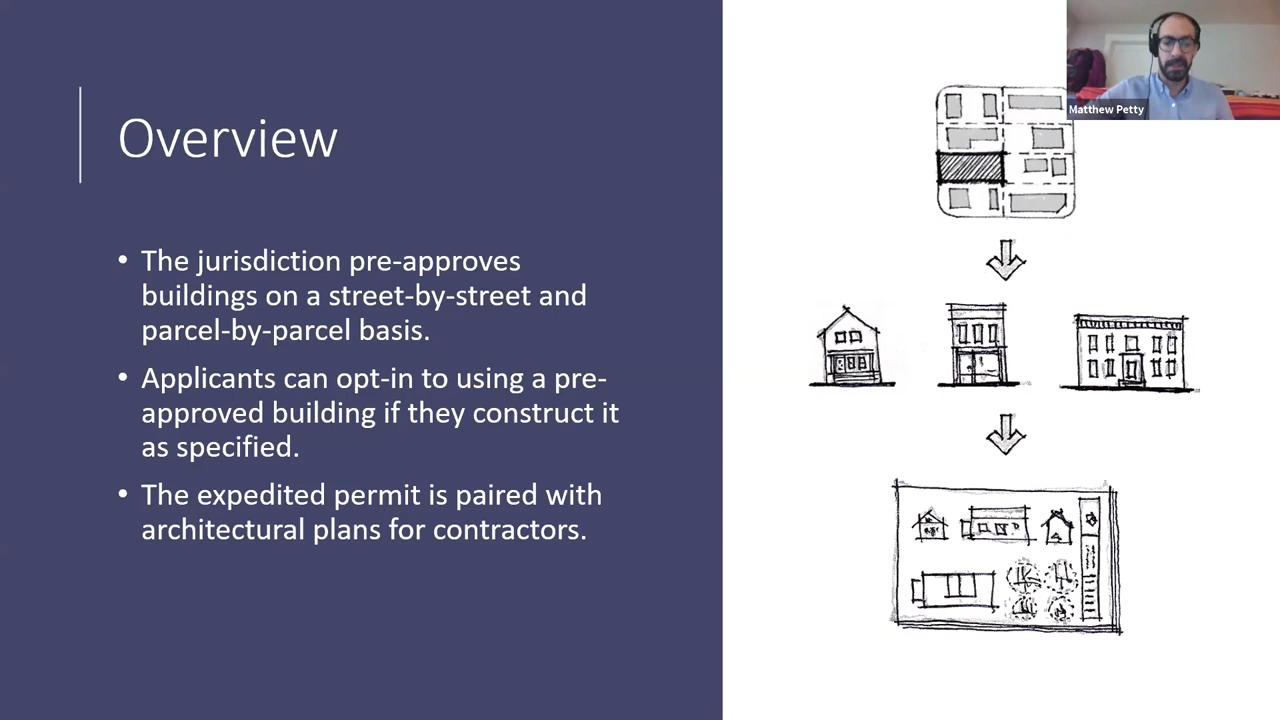 Overview
• The jurisdiction pre-approves
buildings on a street-by-street and
parcel-by-parcel basis.
• Applicants can opt-in to using a pre-
approved building if they construct it
as specified.
• The expedited permit is paired with
architectural plans for contractors.
Matthew Petty